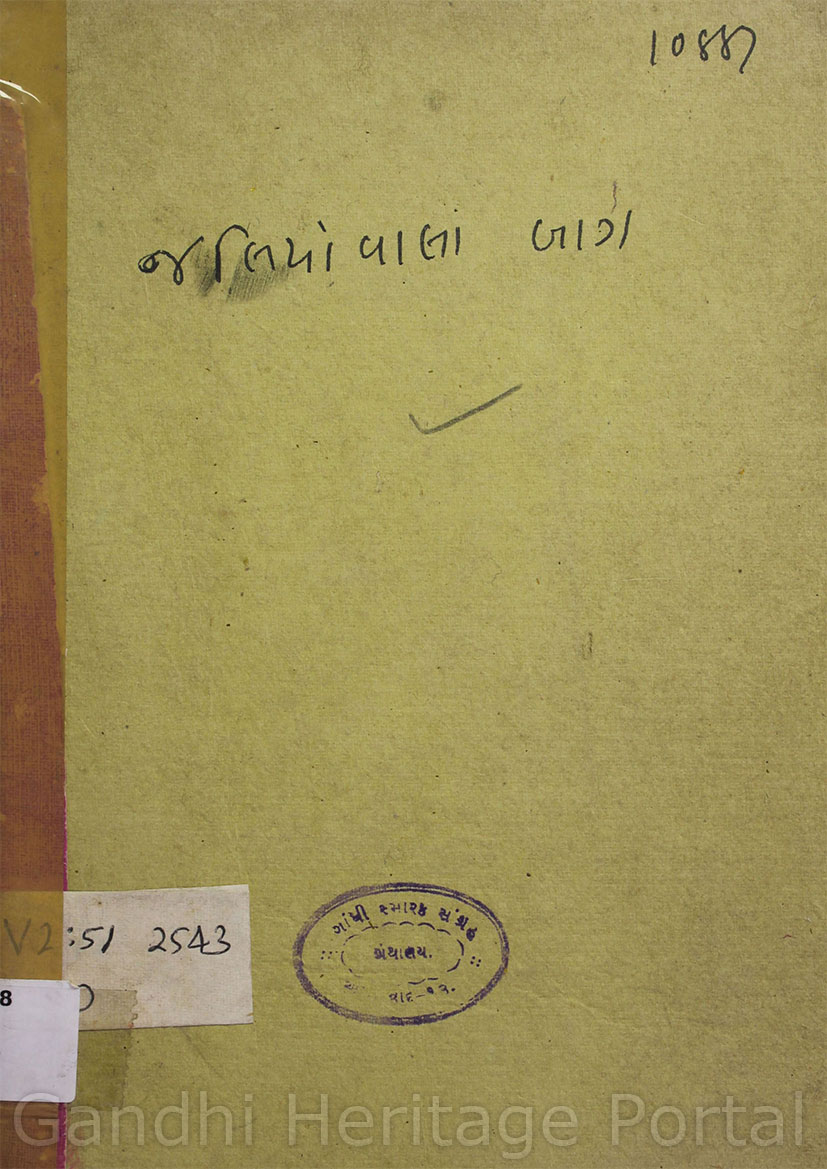 10887
જલિયાંવાલા બાગ
ગાંધી સ્મારક સંગ્રહ
ગ્રંથાલય.
V2:51 2543
8
Gandhi Heritage Portal